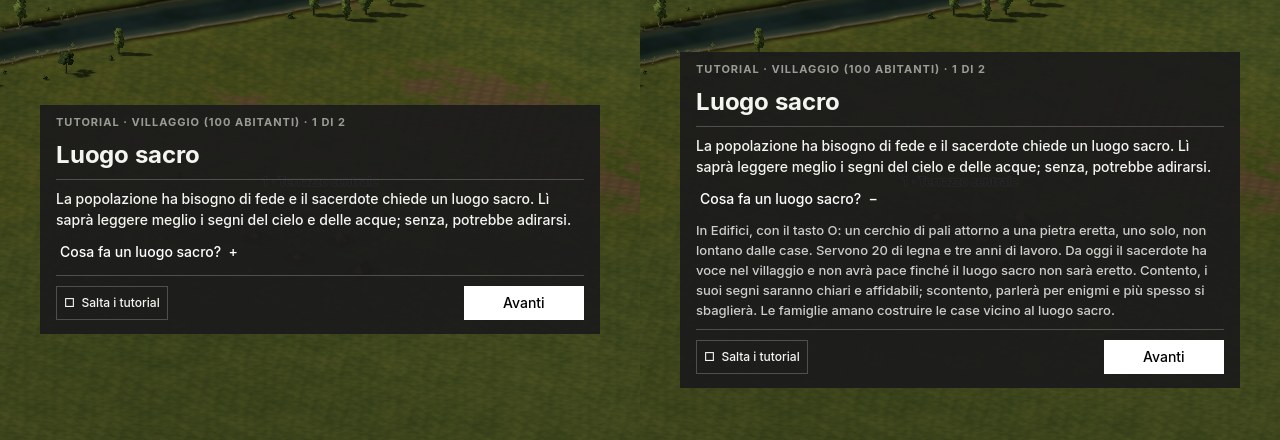 TUTORIAL · VILLAGGIO (100 ABITANTI) · 1 DI 2
Luogo sacro
La popolazione ha bisogno di fede e il sacerdote chiede un luogo sacro. Lì
saprà leggere meglio i segni del cielo e delle acque; senza, potrebbe adirarsi.
Cosa fa un luogo sacro? +
Salta i tutorial
Avanti
TUTORIAL · VILLAGGIO (100 ABITANTI) · 1 DI 2
Luogo sacro
La popolazione ha bisogno di fede e il sacerdote chiede un luogo sacro. Lì
saprà leggere meglio i segni del cielo e delle acque; senza, potrebbe adirarsi.
Cosa fa un luogo sacro? –
In Edifici, con il tasto O: un cerchio di pali attorno a una pietra eretta, uno solo, non
lontano dalle case. Servono 20 di legna e tre anni di lavoro. Da oggi il sacerdote ha
voce nel villaggio e non avrà pace finché il luogo sacro non sarà eretto. Contento, i
suoi segni saranno chiari e affidabili; scontento, parlerà per enigmi e più spesso si
sbaglierà. Le famiglie amano costruire le case vicino al luogo sacro.
Salta i tutorial
Avanti